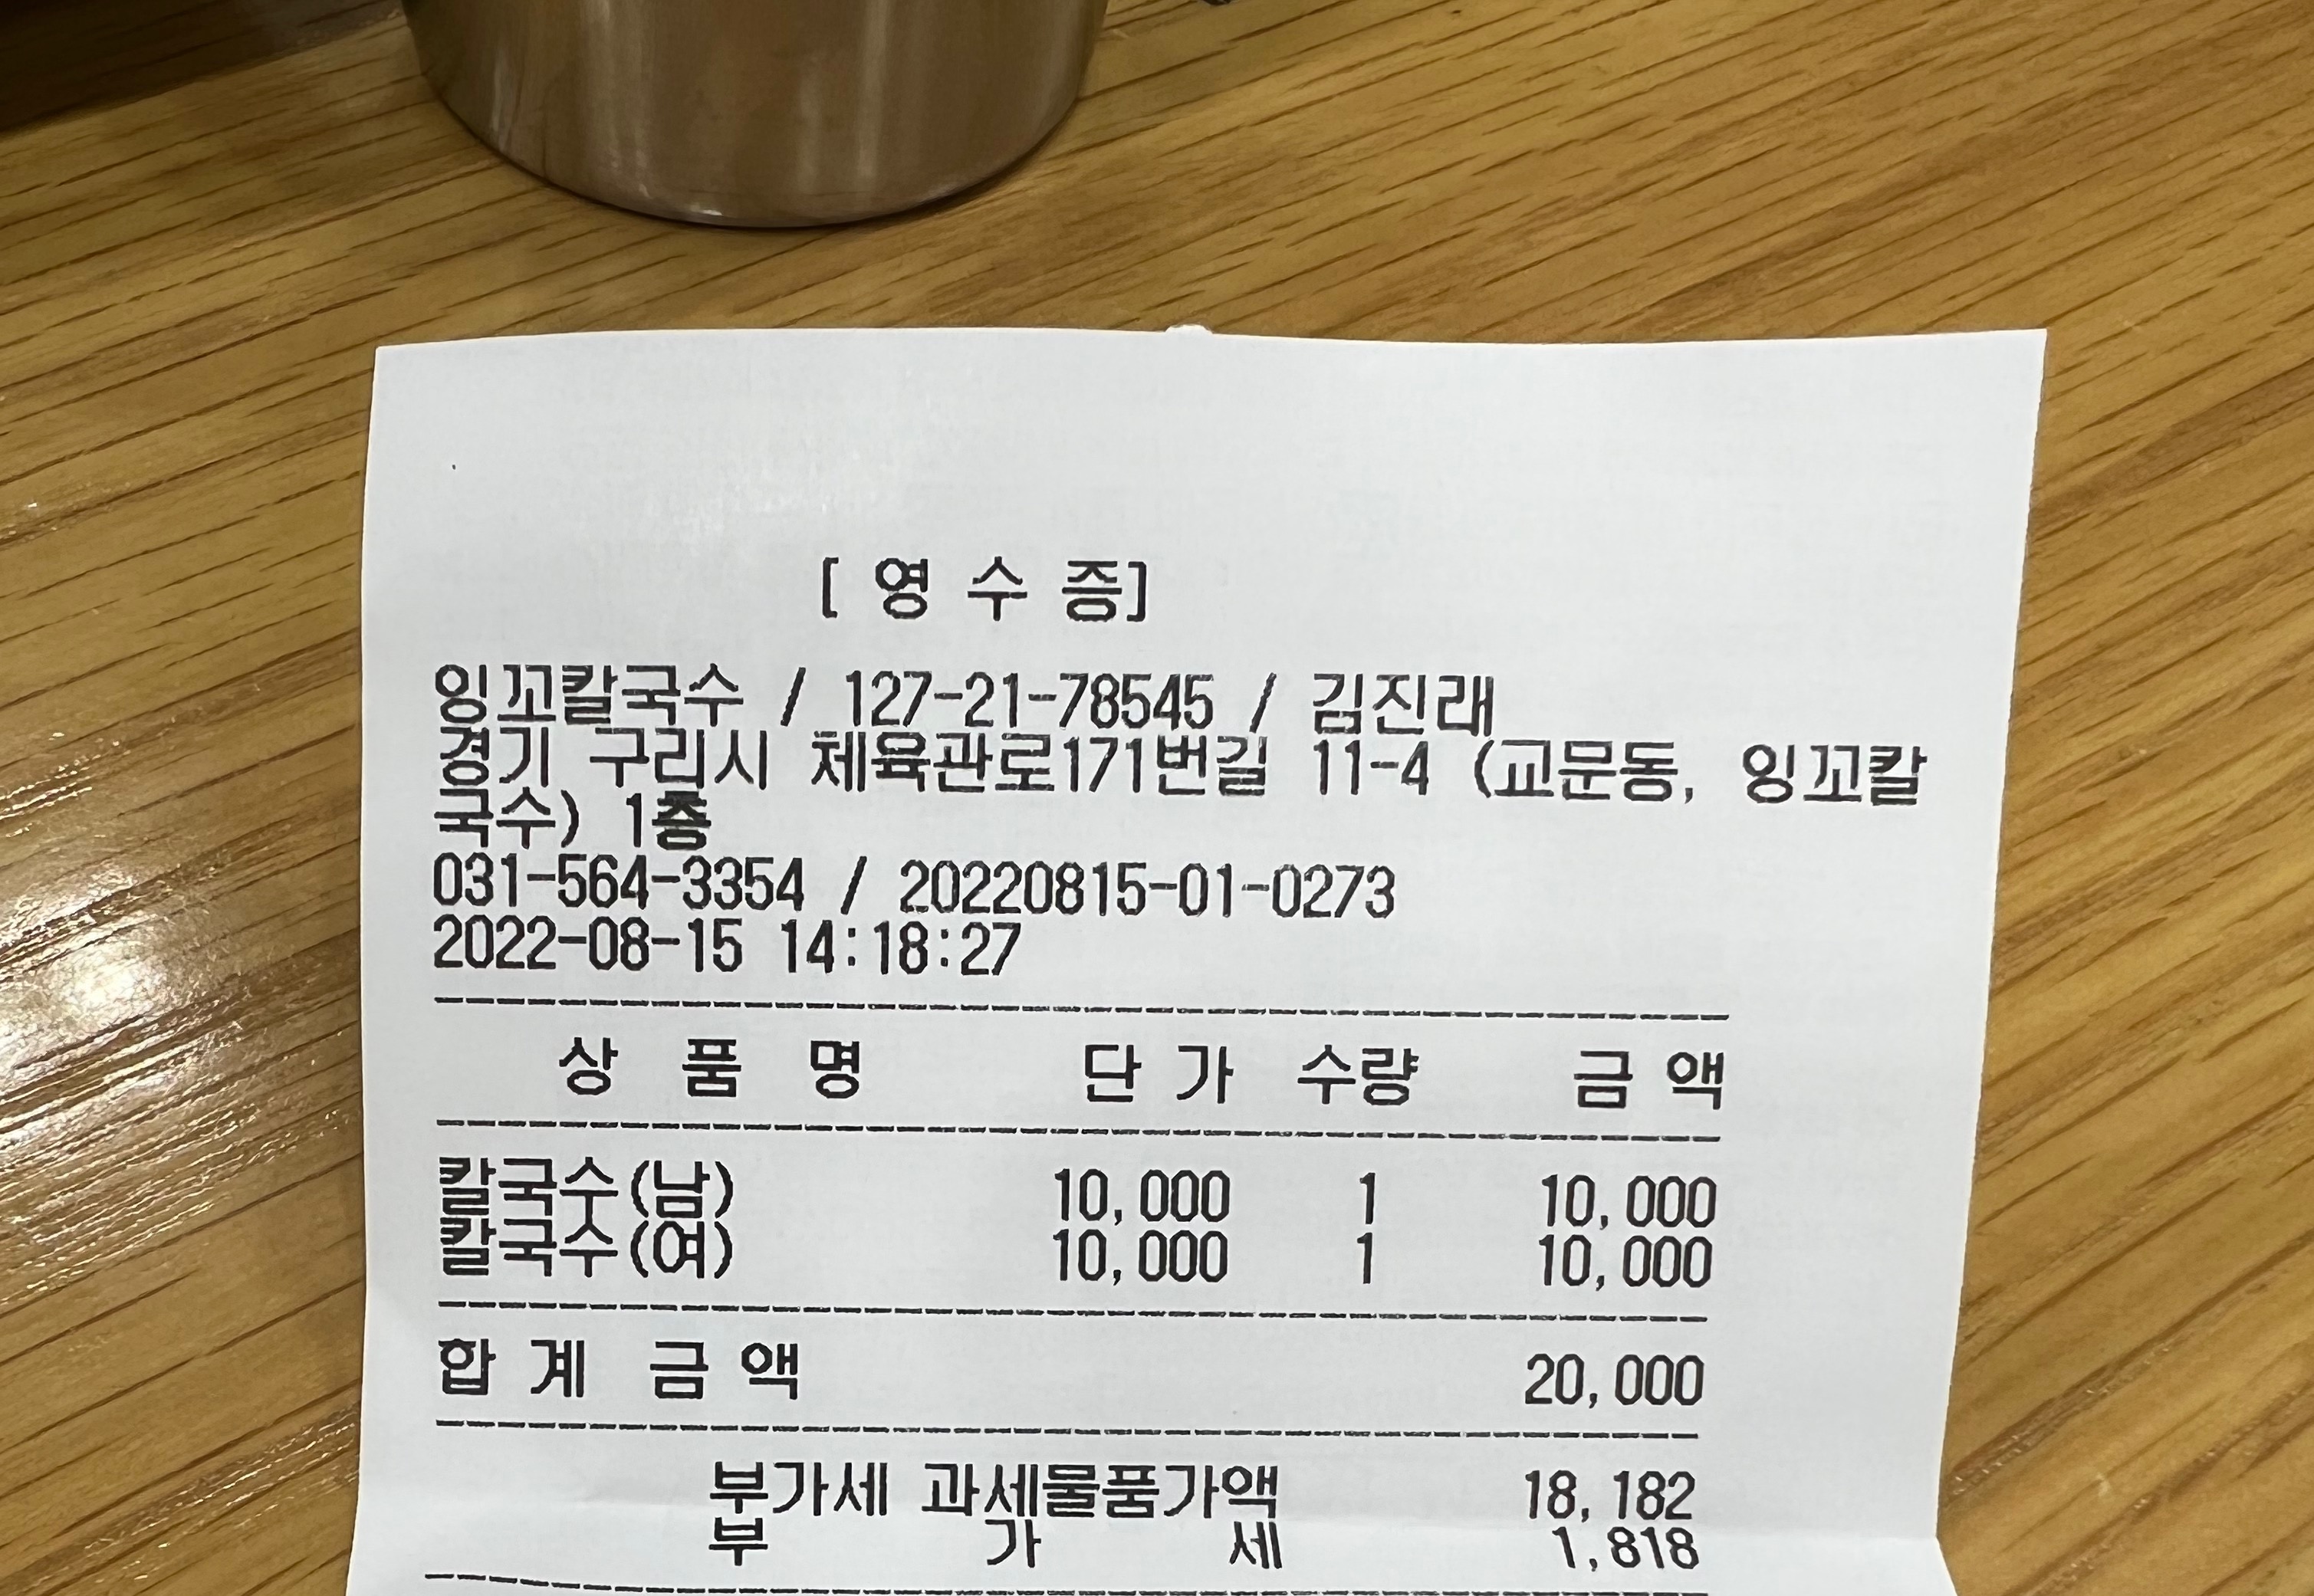 [ 영 수 증]
잉꼬칼국수 / 127-21-78545 / 김진래
경기 구리시 체육관로171번길 11-4 (교문동, 잉꼬칼
국수) 1층
031-564-3354 / 20220815-01-0273
2022-08-15 14:18:27
상 품 명 단 가 수량 금 액
칼국수(남) 10,000 1 10,000
칼국수(여) 10,000 1 10,000
합 계 금 액 20,000
부가세 과세물품가액 18,182
부 가 세 1,818